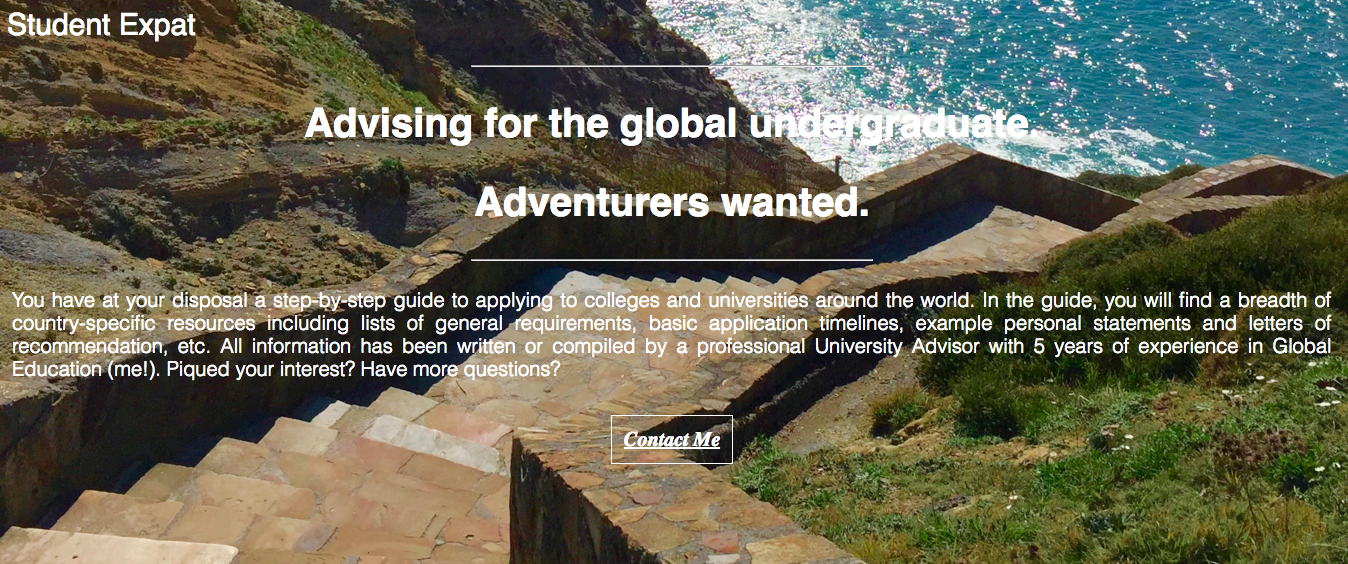 Student Expat
Advising for the global undergraduate.
Adventurers wanted.
You have at your disposal a step-by-step guide to applying to colleges and universities around the world. In the guide, you will find a breadth of
country-specific resources including lists of general requirements, basic application timelines, example personal statements and letters of
recommendation, etc. All information has been written or compiled by a professional University Advisor with 5 years of experience in Global
Education (me!). Piqued your interest? Have more questions?
Contact Me